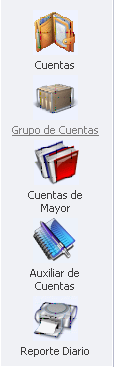 Cuentas
Grupo de Cuentas
Cuentas de
Mayor
Auxiliar de
Cuentas
Reporte Diario